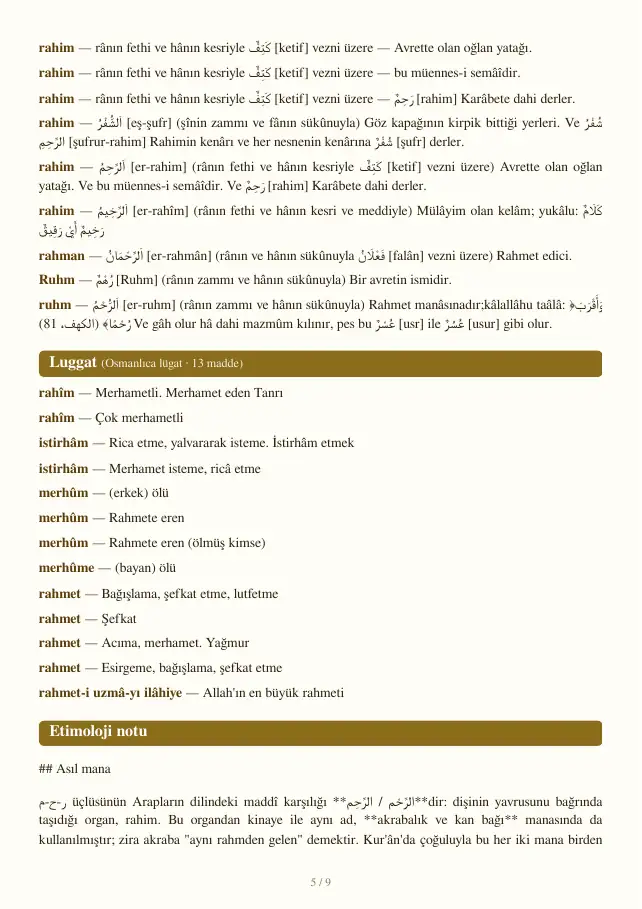 rahim — rânın fethi ve hânın kesriyle كَتِفٌ [ketif] vezni üzere — Avrette olan oğlan yatağı.
rahim — rânın fethi ve hânın kesriyle كَتِفٌ [ketif] vezni üzere — bu müennes-i semâîdir.
rahim — rânın fethi ve hânın kesriyle كَتِفٌ [ketif] vezni üzere — رَحِمٌ [rahim] Karâbete dahi derler.
rahim — اَلشُّفْرُ [eş-şufr] (şînin zammı ve fânın sükûnuyla) Göz kapağının kirpik bittiği yerleri. Ve شُفْرُ
الرَّحِمِ [şufrur-rahim] Rahimin kenârı ve her nesnenin kenârına شُفْرٌ [şufr] derler.
rahim — اَلرَّحِمُ [er-rahim] (rânın fethi ve hânın kesriyle كَتِفٌ [ketif] vezni üzere) Avrette olan oğlan
yatağı. Ve bu müennes-i semâîdir. Ve رَحِمٌ [rahim] Karâbete dahi derler.
rahim — اَلرَّخِيمُ [er-rahîm] (rânın fethi ve hânın kesri ve meddiyle) Mülâyim olan kelâm; yukâlu: كَلَامٌ
رَخِيمٌ أَيْ رَقِيقٌ
rahman — اَلرَّحْمَانُ [er-rahmân] (rânın ve hânın sükûnuyla فَعْلَانُ [falân] vezni üzere) Rahmet edici.
Ruhm — رُهْمٌ [Ruhm] (rânın zammı ve hânın sükûnuyla) Bir avretin ismidir.
ruhm — اَلرُّحْمُ [er-ruhm] (rânın zammı ve hânın sükûnuyla) Rahmet manâsınadır;kâlallâhu taâlâ: ﴿وَأَقْرَبَ
رُحْمًا﴾ (الكهف، 81) Ve gâh olur hâ dahi mazmûm kılınır, pes bu عُسْرٌ [usr] ile عُسُرٌ [usur] gibi olur.
Luggat (Osmanlıca lügat · 13 madde)
rahîm — Merhametli. Merhamet eden Tanrı
rahîm — Çok merhametli
istirhâm — Rica etme, yalvararak isteme. İstirhâm etmek
istirhâm — Merhamet isteme, ricâ etme
merhûm — (erkek) ölü
merhûm — Rahmete eren
merhûm — Rahmete eren (ölmüş kimse)
merhûme — (bayan) ölü
rahmet — Bağışlama, şefkat etme, lutfetme
rahmet — Şefkat
rahmet — Acıma, merhamet. Yağmur
rahmet — Esirgeme, bağışlama, şefkat etme
rahmet-i uzmâ-yı ilâhiye — Allah'ın en büyük rahmeti
Etimoloji notu
## Asıl mana
ر-ح-م üçlüsünün Arapların dilindeki maddî karşılığı **الرَّحْم / الرَّحِم**dir: dişinin yavrusunu bağrında
taşıdığı organ, rahim. Bu organdan kinaye ile aynı ad, **akrabalık ve kan bağı** manasında da
kullanılmıştır; zira akraba "aynı rahmden gelen" demektir. Kur'ân'da çoğuluyla bu her iki mana birden
5 / 9